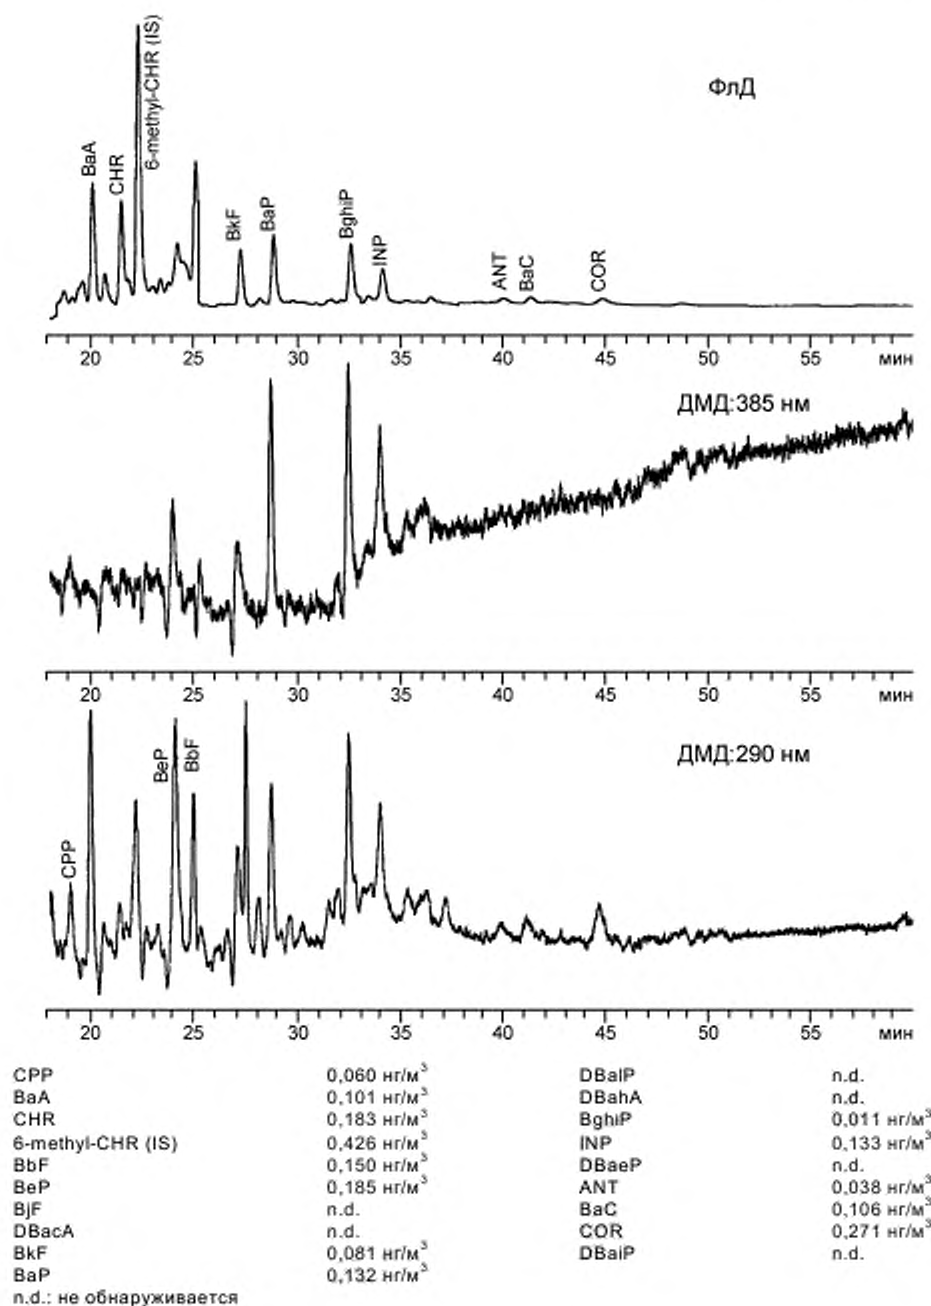 ФлД
6-methyl-CHR (IS)
BaA
CHR
BkF
BaP
BghiP
INP
ANT
BaC
COR
20 25 30 35 40 45 50 55 мин
ДМД:385 нм
20 25 30 35 40 45 50 55 мин
ДМД:290 нм
CPP
BeP
BbF
20 25 30 35 40 45 50 55 мин
CPP 0,060 нг/м³ DBalP n.d.
BaA 0,101 нг/м³ DBahA n.d.
CHR 0,183 нг/м³ BghiP 0,011 нг/м³
6-methyl-CHR (IS) 0,426 нг/м³ INP 0,133 нг/м³
BbF 0,150 нг/м³ DBaeP n.d.
BeP 0,185 нг/м³ ANT 0,038 нг/м³
BjF n.d. BaC 0,106 нг/м³
DBacA n.d. COR 0,271 нг/м³
BkF 0,081 нг/м³ DBaiP n.d.
BaP 0,132 нг/м³
n.d.: не обнаруживается